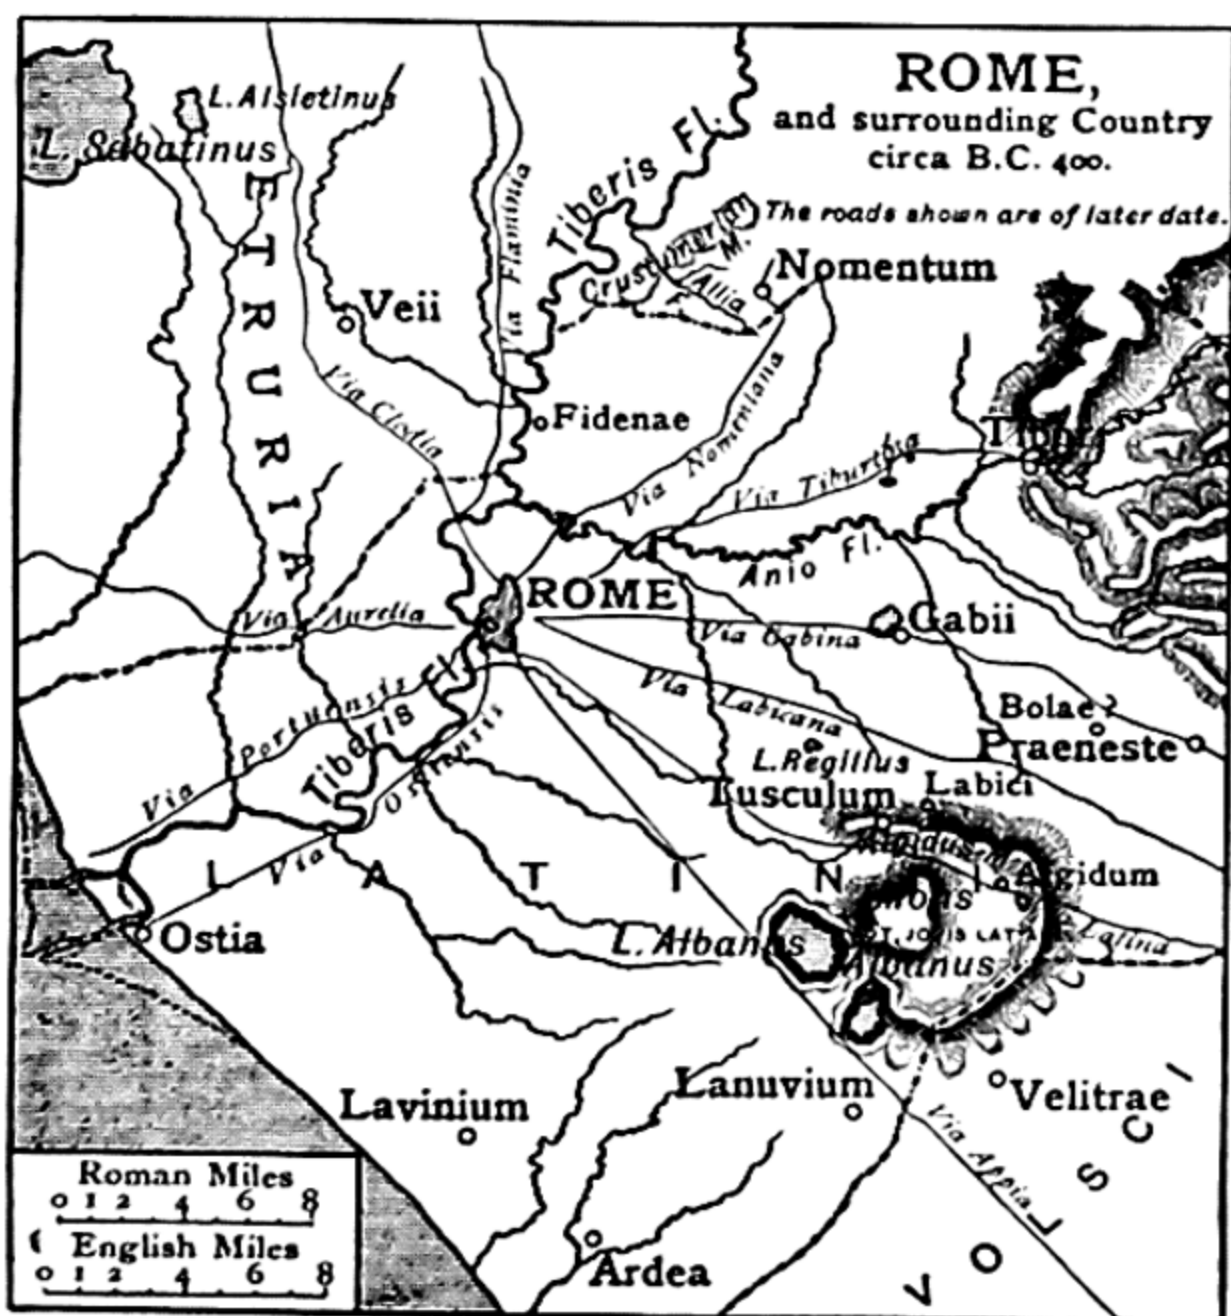 ROME,
and surrounding Country
circa B.C. 400.
The roads shown are of later date.
L. Alsietinus
L. Sabatinus
ETRURIA
Via Flaminia
Tiberis Fl.
Crustumerian
M.
Allia
Nomentum
Veii
Via Clodia
Fidenae
Via Nomentana
Via Tiburtina
Tibur
Anio Fl.
ROME
Via Aurelia
Gabii
Via Gabina
Via Portuensis
Tiberis Fl.
Via Ostiensis
Via Labicana
Bolae?
Praeneste
L. Regillus
Labici
Tusculum
Algidus M.
Algidum
LATINI
Ostia
L. Albanus
Albanus
Latina
Lavinium
Lanuvium
Velitrae
Via Appia
VOLSCI
Ardea
Roman Miles
0 1 2 4 6 8
English Miles
0 1 2 4 6 8